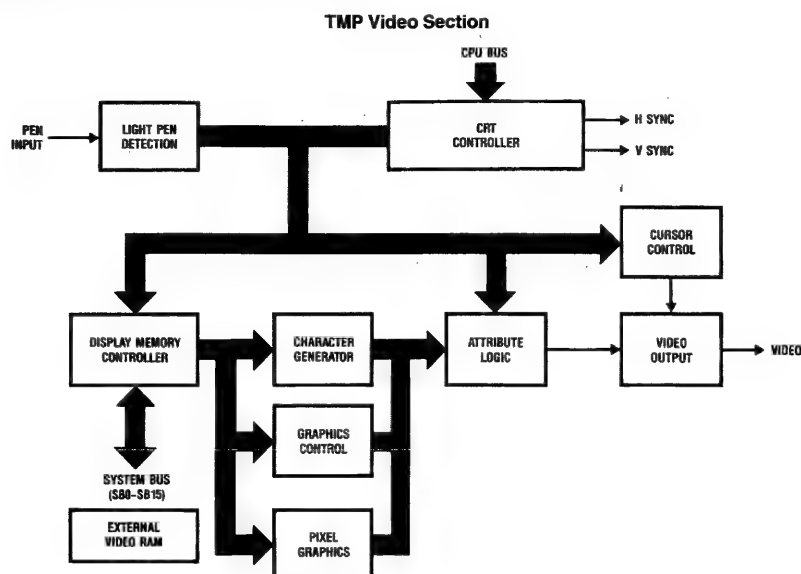 TMP Video Section
CPU BUS
PEN
INPUT
LIGHT PEN
DETECTION
CRT
CONTROLLER
H SYNC
V SYNC
CURSOR
CONTROL
DISPLAY MEMORY
CONTROLLER
CHARACTER
GENERATOR
ATTRIBUTE
LOGIC
VIDEO
OUTPUT
VIDEO
GRAPHICS
CONTROL
SYSTEM BUS
(SB0-SB15)
EXTERNAL
VIDEO RAM
PIXEL
GRAPHICS